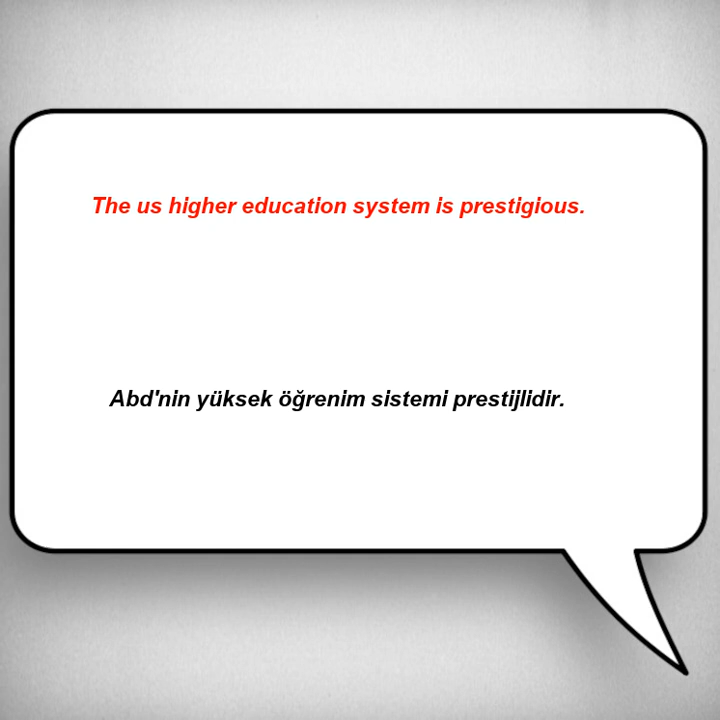 The us higher education system is prestigious.
Abd'nin yüksek öğrenim sistemi prestijlidir.